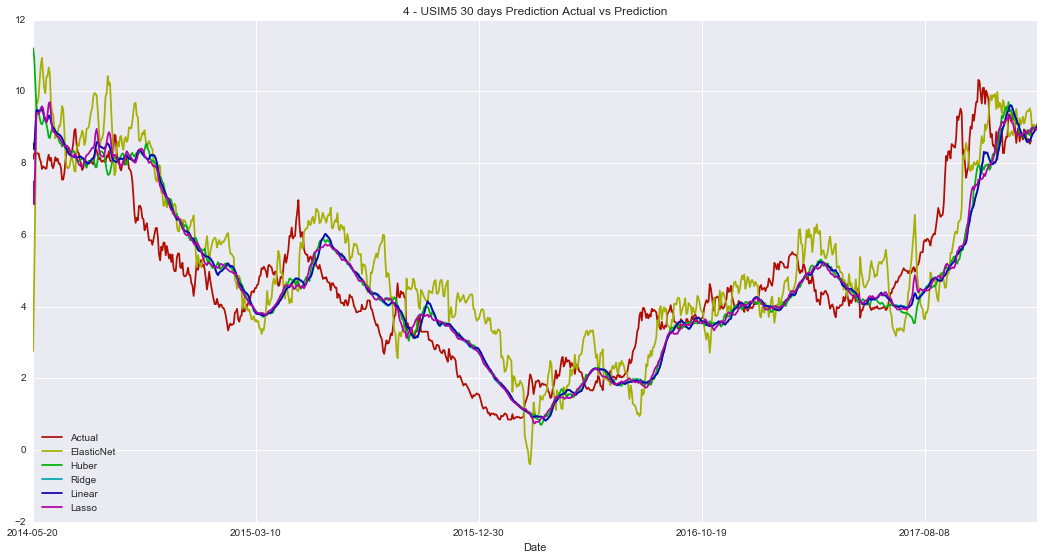 4 - USIM5 30 days Prediction Actual vs Prediction
12
10
8
6
4
2
0
−2
Actual
ElasticNet
Huber
Ridge
Linear
Lasso
2014-05-20
2015-03-10
2015-12-30
2016-10-19
2017-08-08
Date